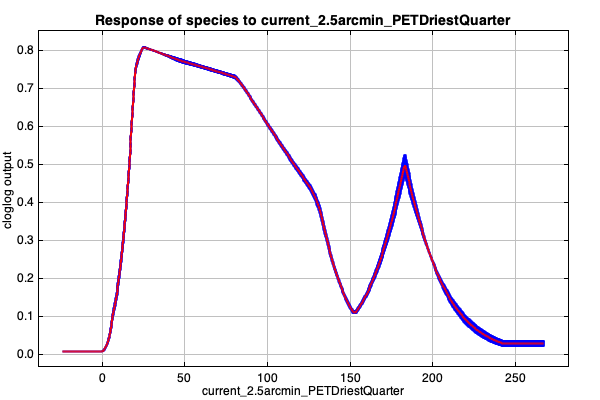 Response of species to current_2.5arcmin_PETDriestQuarter
0.8
0.7
0.6
0.5
0.4
0.3
0.2
0.1
0.0
cloglog output
0 50 100 150 200 250
current_2.5arcmin_PETDriestQuarter